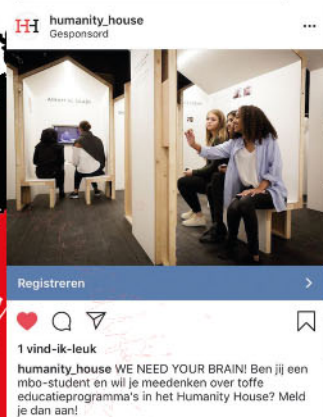 HH humanity_house
Gesponsord
Registreren
1 vind-ik-leuk
humanity_house WE NEED YOUR BRAIN! Ben jij een
mbo-student en wil je meedenken over toffe
educatieprogramma's in het Humanity House? Meld
je dan aan!